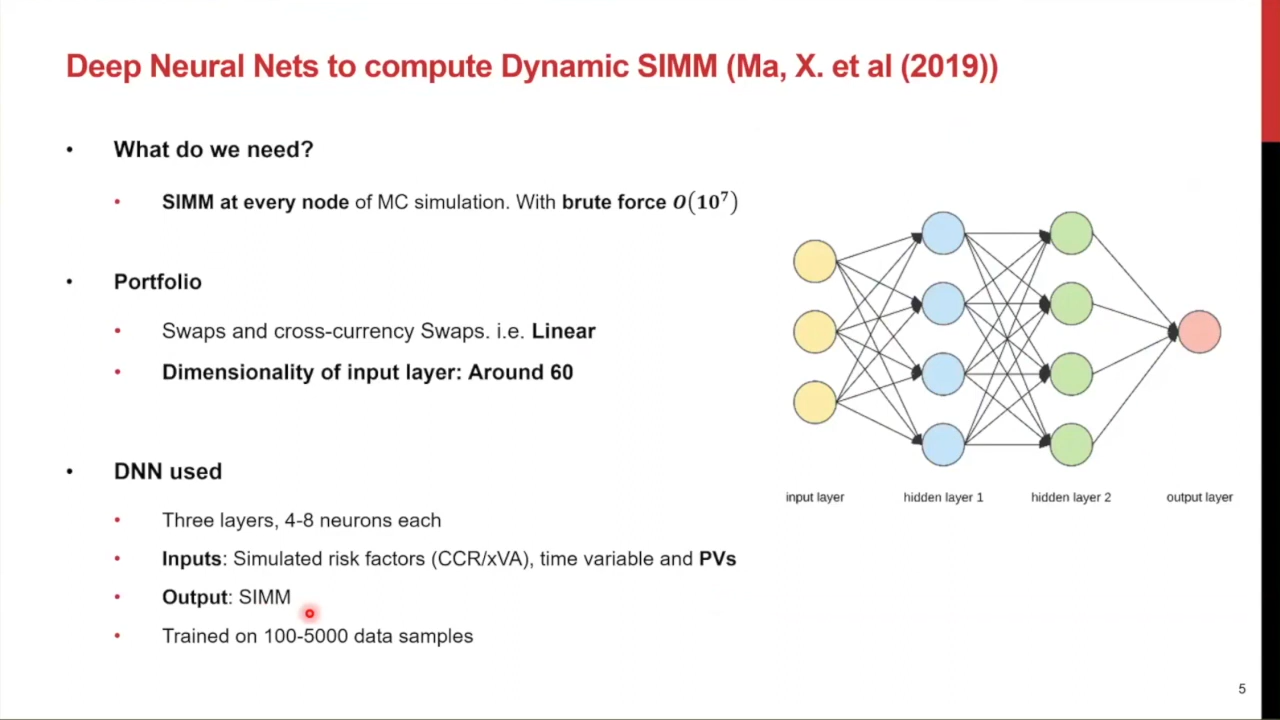 Deep Neural Nets to compute Dynamic SIMM (Ma, X. et al (2019))
• What do we need?
• SIMM at every node of MC simulation. With brute force O(10⁷)
• Portfolio
• Swaps and cross-currency Swaps. i.e. Linear
• Dimensionality of input layer: Around 60
• DNN used
• Three layers, 4-8 neurons each
• Inputs: Simulated risk factors (CCR/xVA), time variable and PVs
• Output: SIMM
• Trained on 100-5000 data samples
input layer hidden layer 1 hidden layer 2 output layer
5